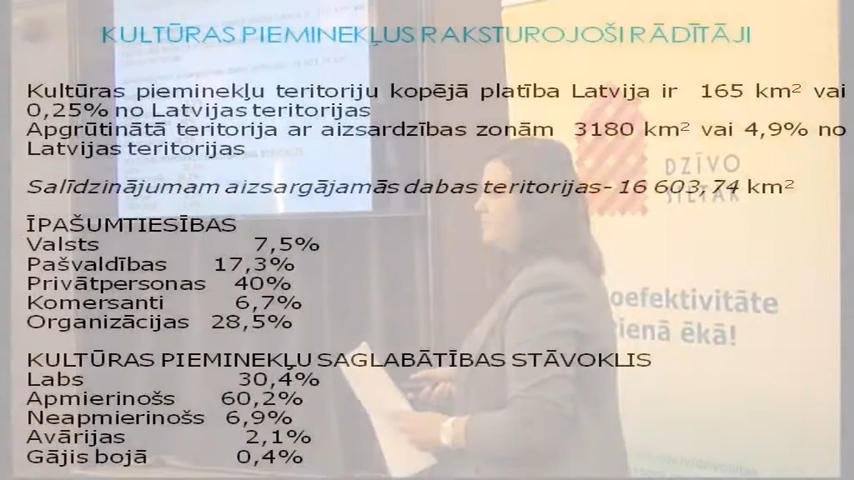 KULTŪRAS PIEMINEKĻUS RAKSTUROJOŠI RĀDĪTĀJI
Kultūras pieminekļu teritoriju kopējā platība Latvija ir 165 km² vai
0,25% no Latvijas teritorijas
Apgrūtinātā teritorija ar aizsardzības zonām 3180 km² vai 4,9% no
Latvijas teritorijas
Salīdzinājumam aizsargājamās dabas teritorijas- 16 603,74 km²
ĪPAŠUMTIESĪBAS
Valsts 7,5%
Pašvaldības 17,3%
Privātpersonas 40%
Komersanti 6,7%
Organizācijas 28,5%
KULTŪRAS PIEMINEKĻU SAGLABĀTĪBAS STĀVOKLIS
Labs 30,4%
Apmierinošs 60,2%
Neapmierinošs 6,9%
Avārijas 2,1%
Gājis bojā 0,4%
DZĪVO
SILTĀK
oefektivitāte
ienā ēkā!